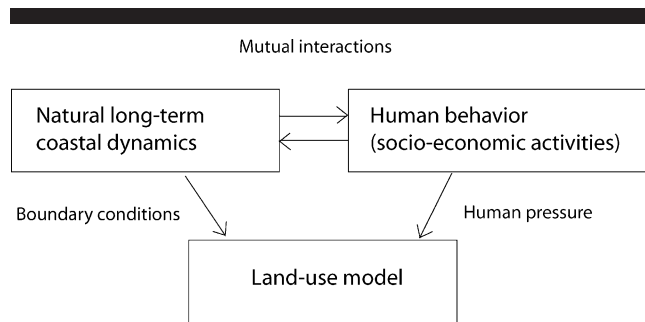 Mutual interactions
Natural long-term
coastal dynamics
Human behavior
(socio-economic activities)
Boundary conditions
Human pressure
Land-use model